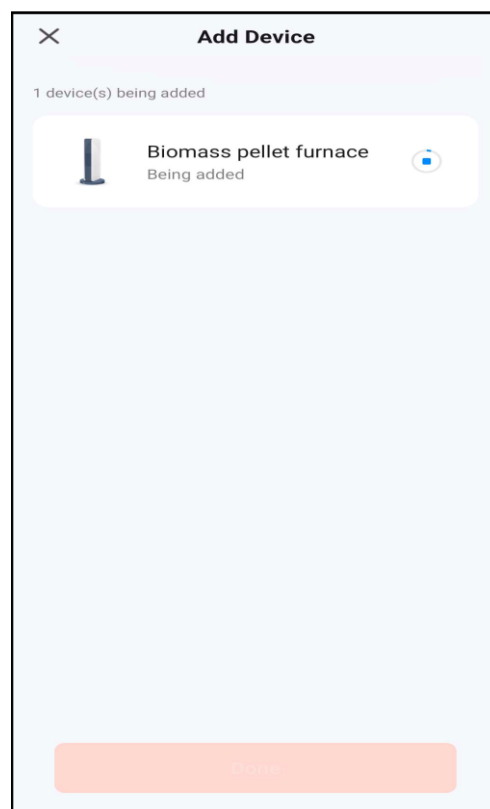 Add Device
1 device(s) being added
Biomass pellet furnace
Being added
Done